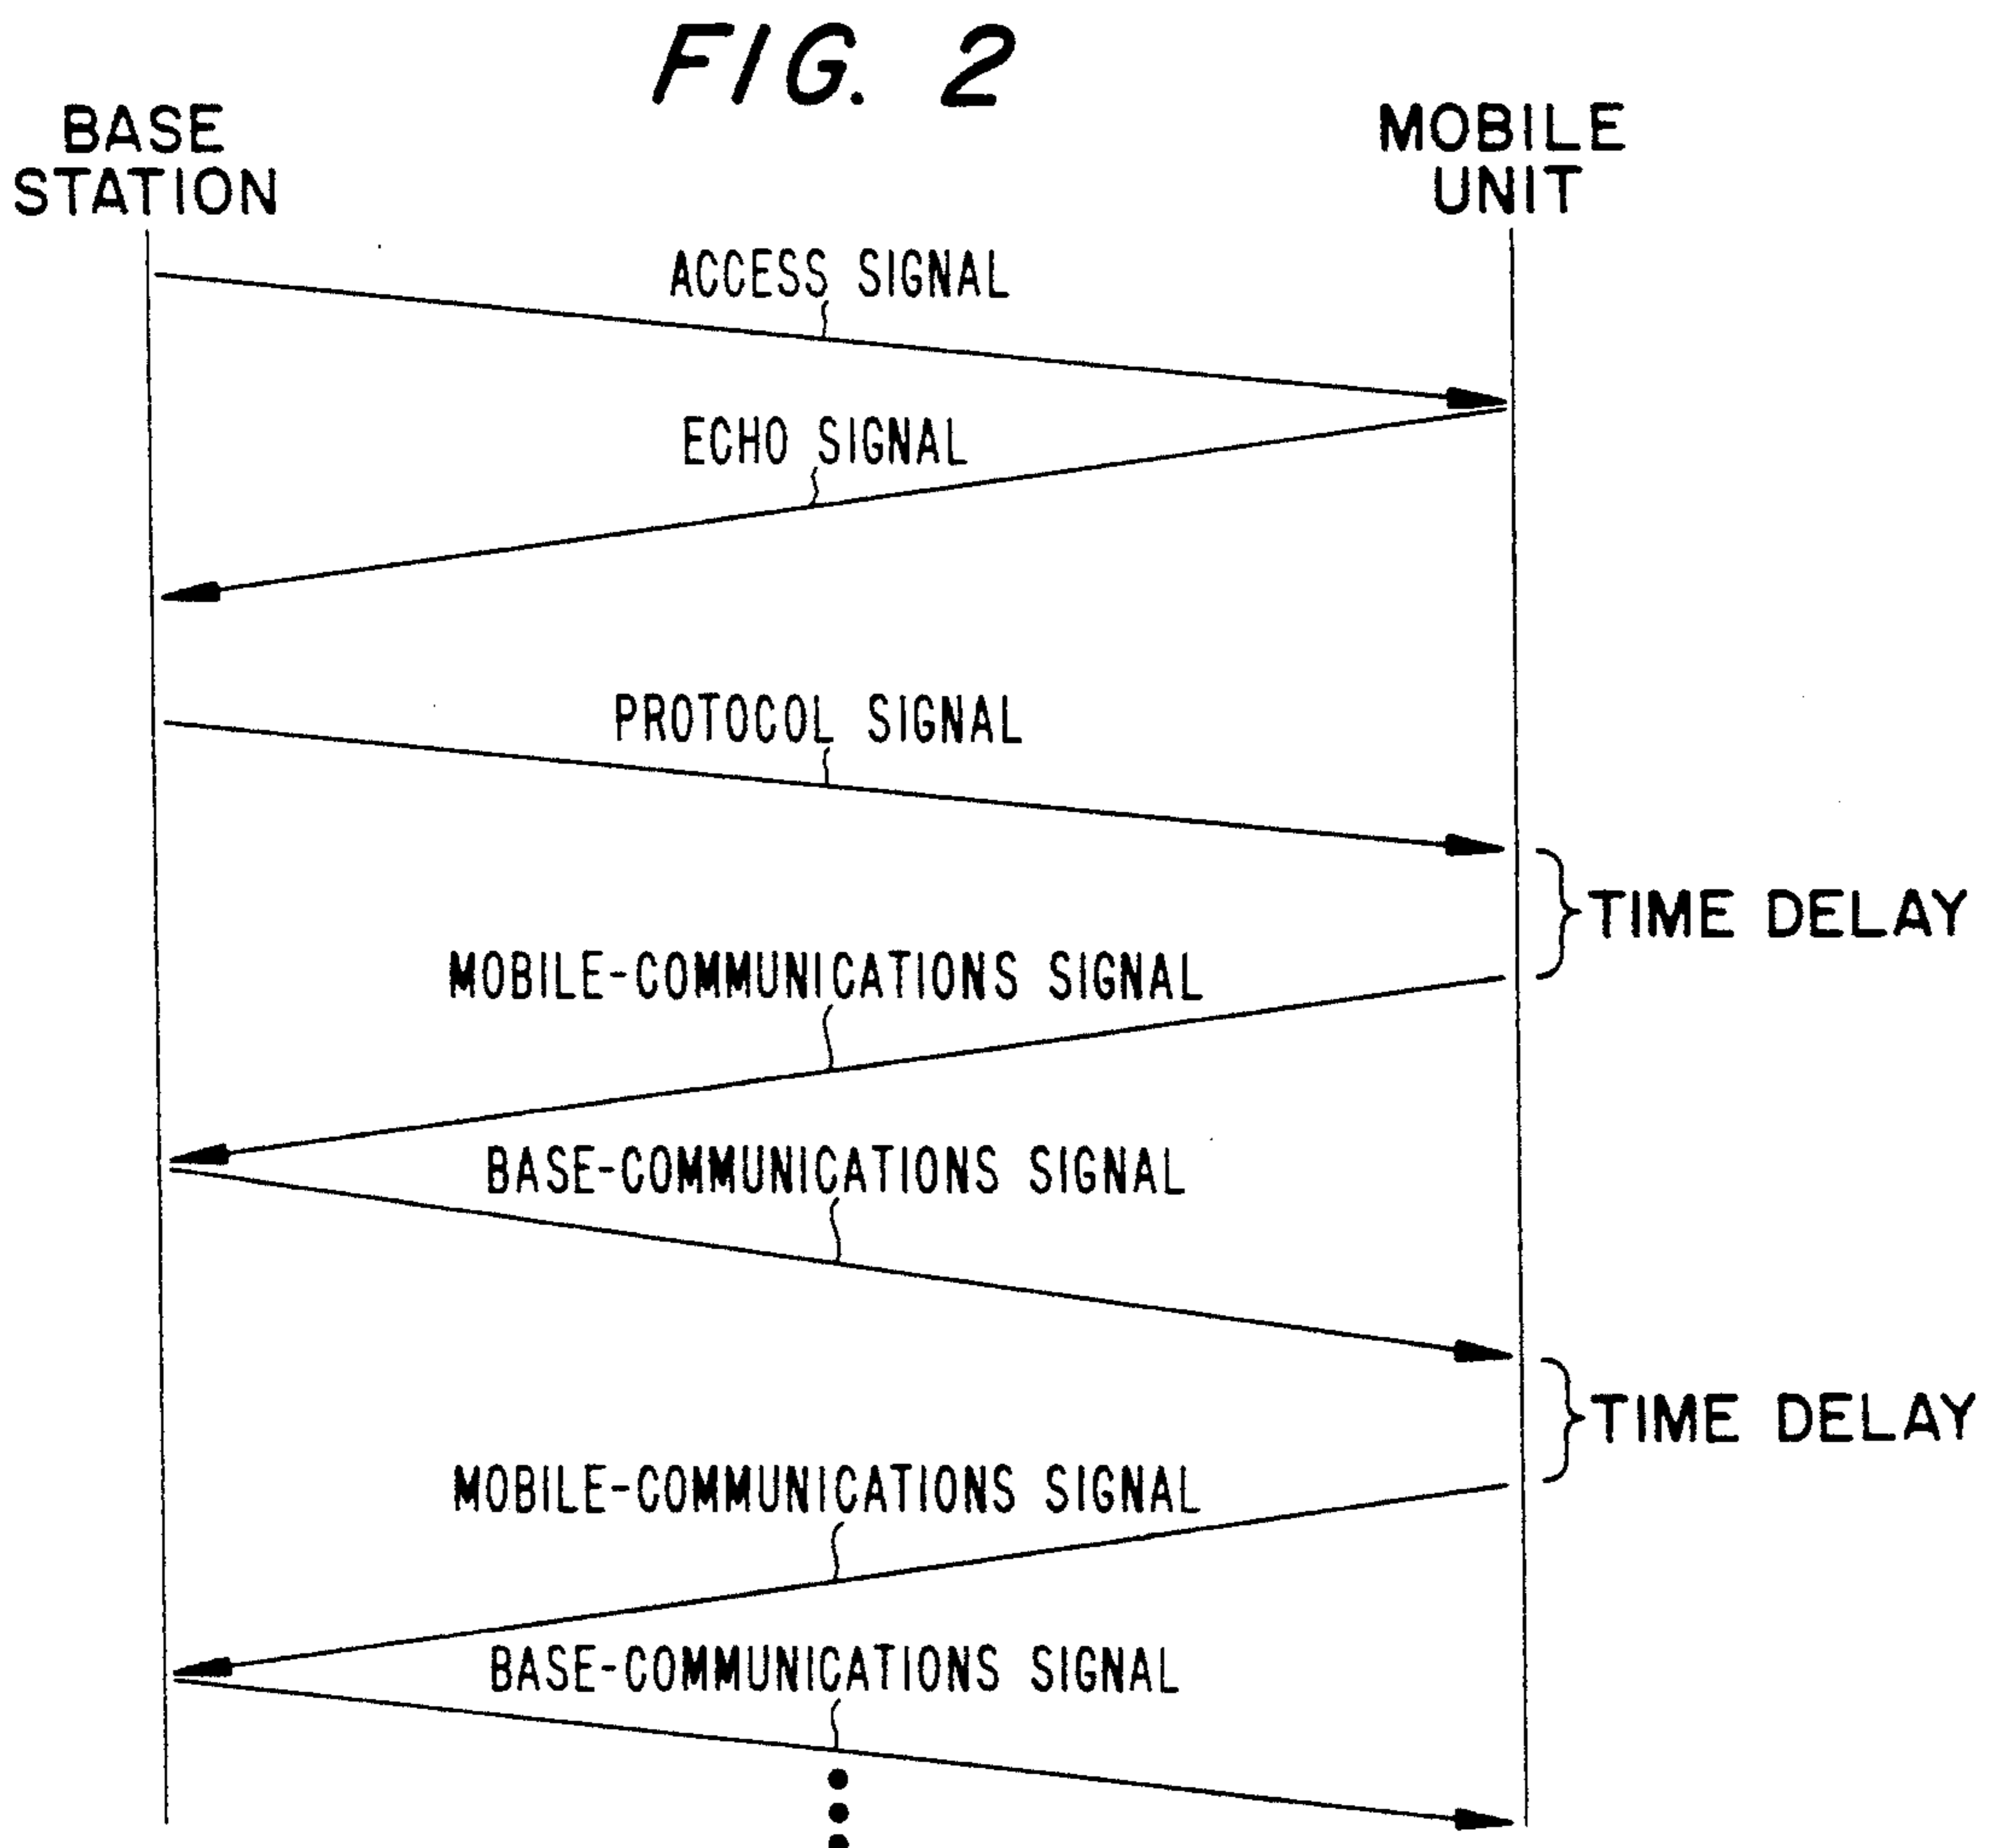 FIG. 2
BASE
STATION
MOBILE
UNIT
ACCESS SIGNAL
ECHO SIGNAL
PROTOCOL SIGNAL
TIME DELAY
MOBILE-COMMUNICATIONS SIGNAL
BASE-COMMUNICATIONS SIGNAL
TIME DELAY
MOBILE-COMMUNICATIONS SIGNAL
BASE-COMMUNICATIONS SIGNAL